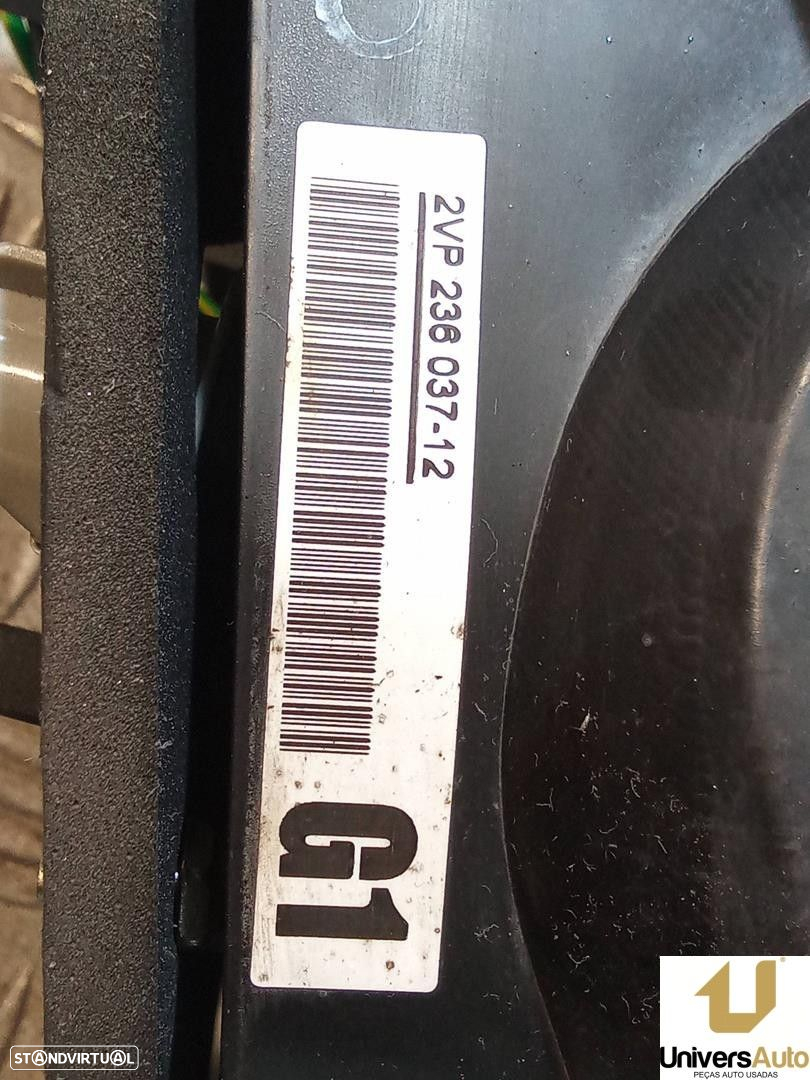 2VP 236 037-12
G1
STANDVIRTUAL
UniversAuto
PEÇAS AUTO USADAS